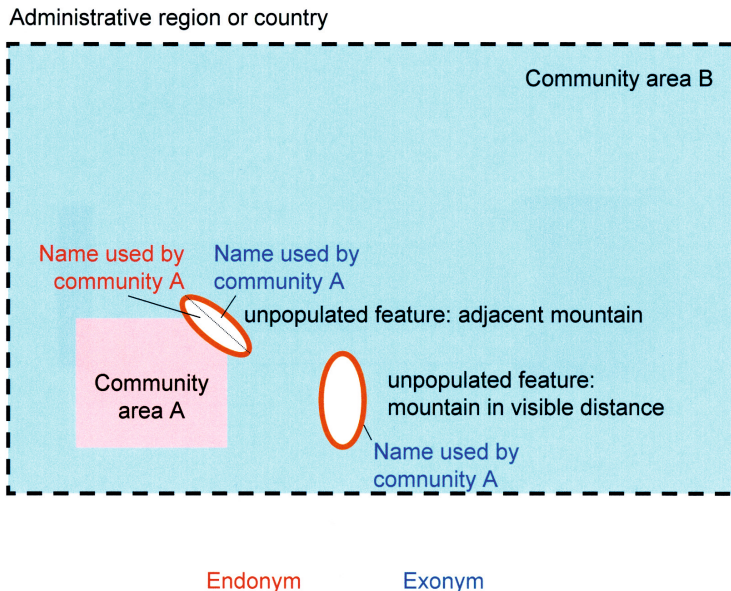 Administrative region or country
Community area B
Name used by
community A
Name used by
community A
unpopulated feature: adjacent mountain
Community
area A
unpopulated feature:
mountain in visible distance
Name used by
comnunity A
Endonym
Exonym